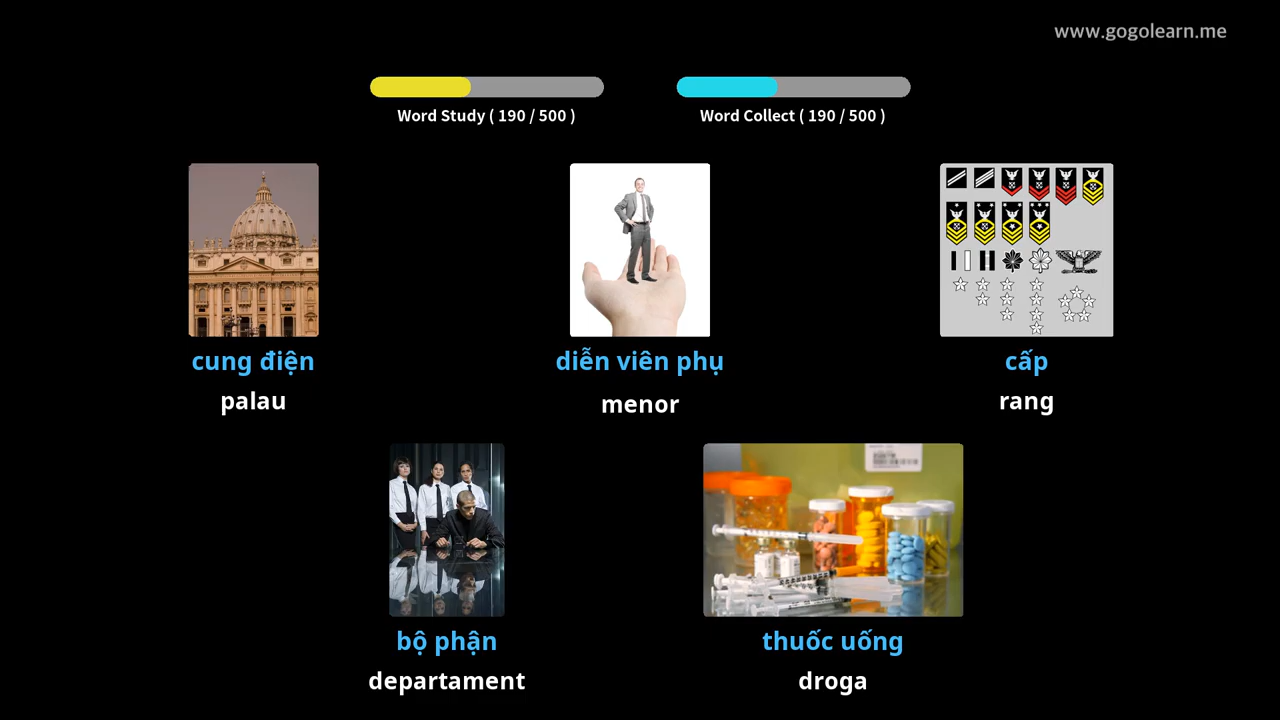 www.gogolearn.me
Word Study ( 190 / 500 )
Word Collect ( 190 / 500 )
cung điện
palau
diễn viên phụ
menor
cấp
rang
bộ phận
departament
thuốc uống
droga